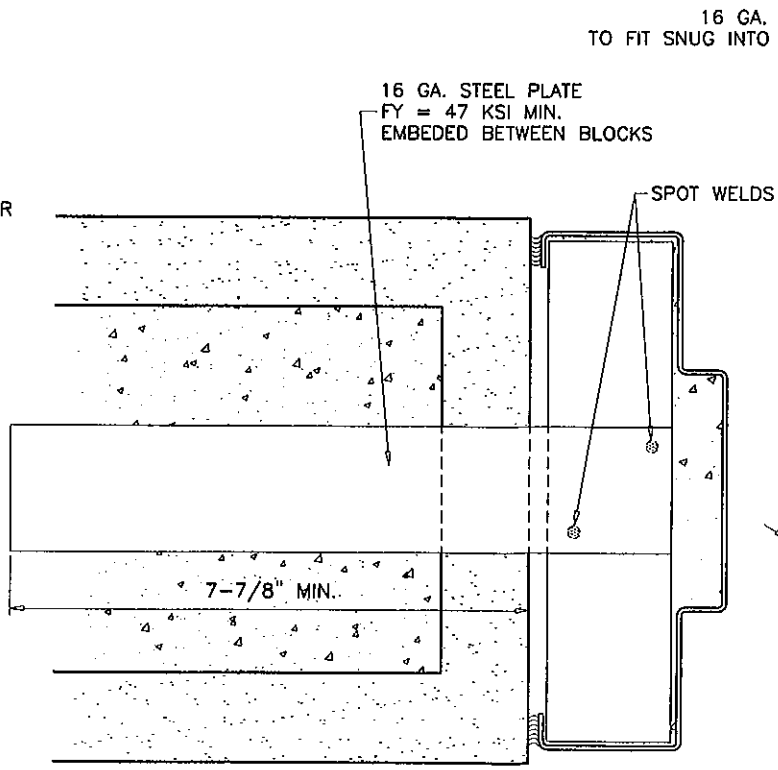 16 GA.
TO FIT SNUG INTO
16 GA. STEEL PLATE
FY = 47 KSI MIN.
EMBEDED BETWEEN BLOCKS
SPOT WELDS
R
7-7/8" MIN.